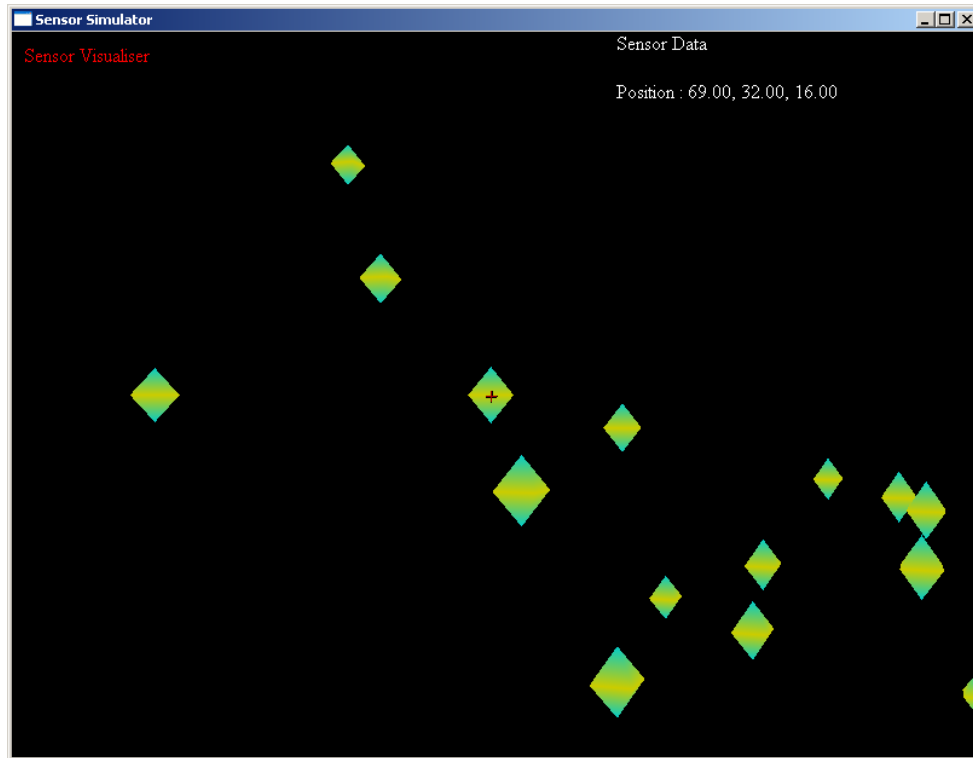 Sensor Simulator
Sensor Visualiser
Sensor Data
Position : 69.00, 32.00, 16.00